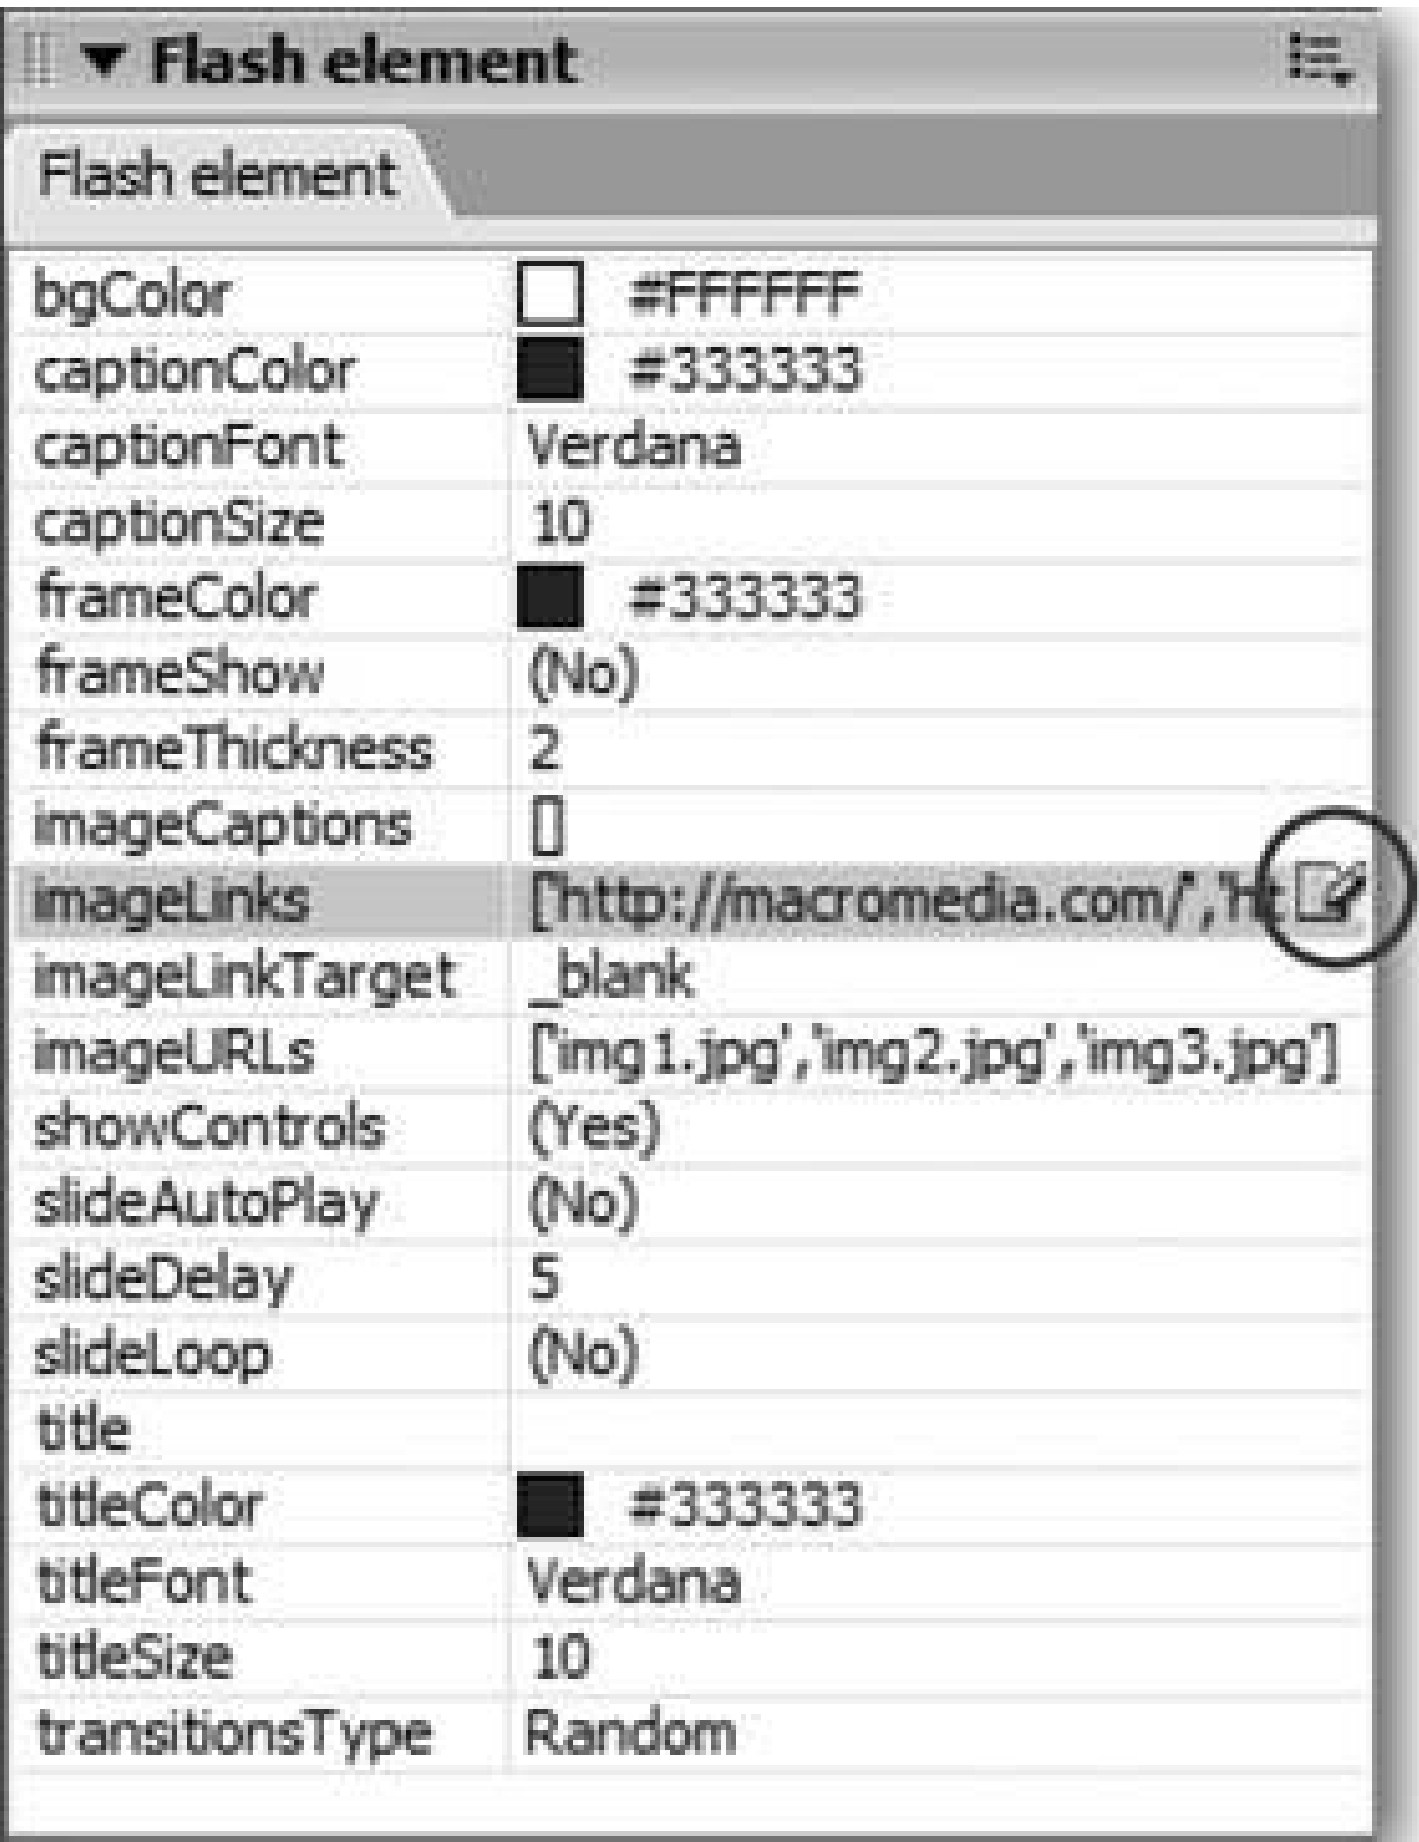 Flash element
Flash element
bgColor #FFFFFF
captionColor #333333
captionFont Verdana
captionSize 10
frameColor #333333
frameShow (No)
frameThickness 2
imageCaptions []
imageLinks ['http://macromedia.com/','ht
imageLinkTarget _blank
imageURLs ['img1.jpg','img2.jpg','img3.jpg']
showControls (Yes)
slideAutoPlay (No)
slideDelay 5
slideLoop (No)
title
titleColor #333333
titleFont Verdana
titleSize 10
transitionsType Random